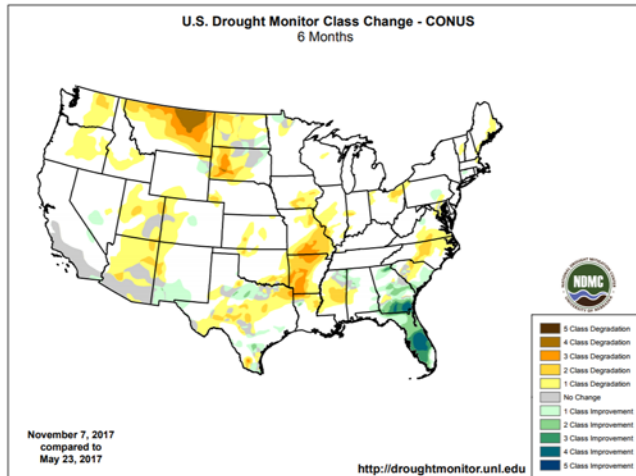 U.S. Drought Monitor Class Change - CONUS
6 Months
NDMC
5 Class Degradation
4 Class Degradation
3 Class Degradation
2 Class Degradation
1 Class Degradation
No Change
1 Class Improvement
2 Class Improvement
3 Class Improvement
4 Class Improvement
5 Class Improvement
November 7, 2017
compared to
May 23, 2017
http://droughtmonitor.unl.edu